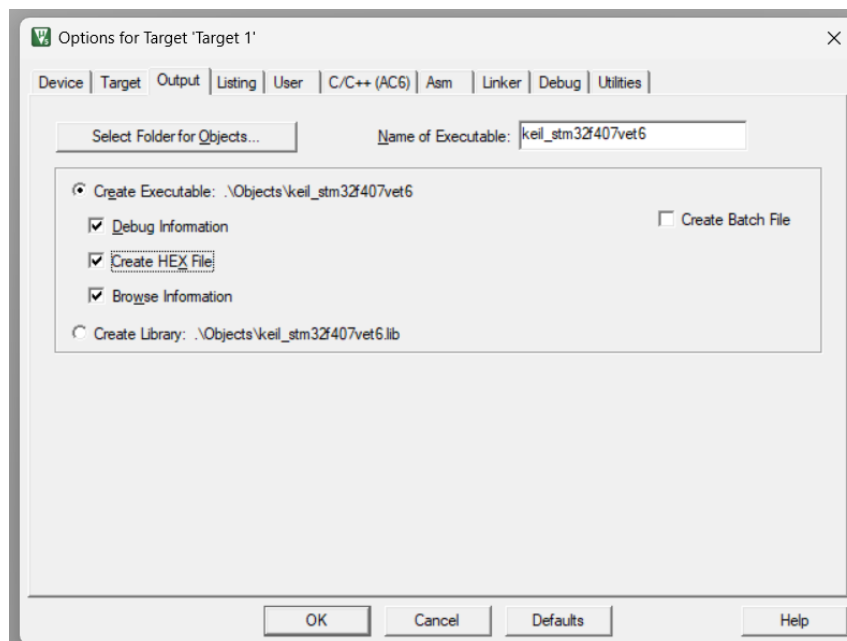 Options for Target 'Target 1'
Device Target Output Listing User C/C++ (AC6) Asm Linker Debug Utilities
Select Folder for Objects... Name of Executable: keil_stm32f407vet6
Create Executable: .\Objects\keil_stm32f407vet6
Debug Information
Create Batch File
Create HEX File
Browse Information
Create Library: .\Objects\keil_stm32f407vet6.lib
OK Cancel Defaults Help